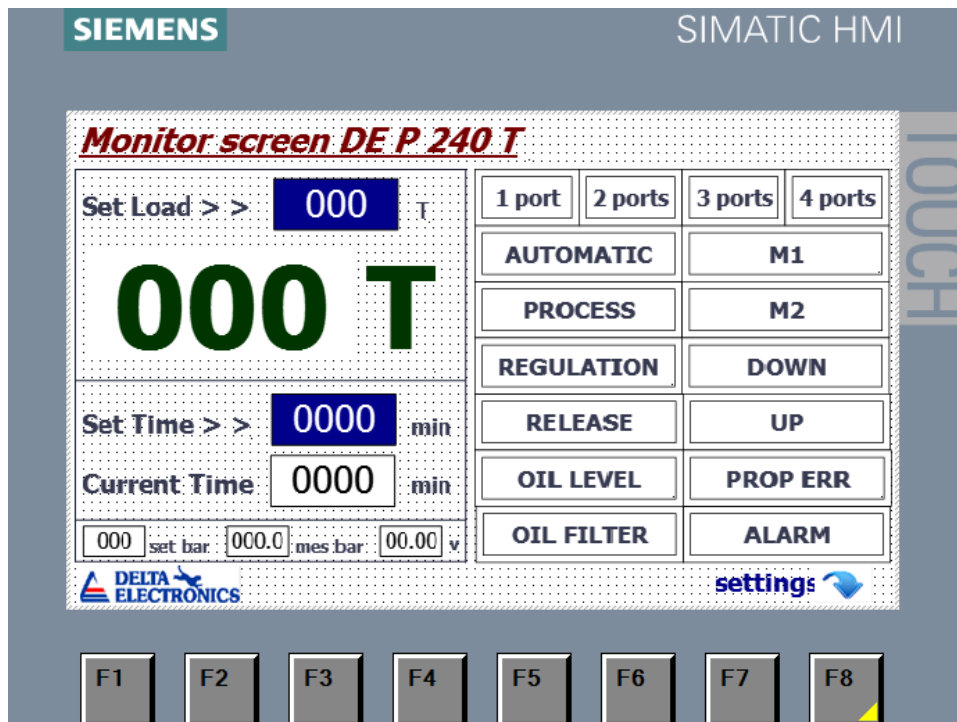 SIEMENS
SIMATIC HMI
TOUCH
Monitor screen DE P 240 T
Set Load > > 000 T
000 T
Set Time > > 0000 min
Current Time 0000 min
000 set bar 000.0 mes bar 00.00 v
1 port 2 ports 3 ports 4 ports
AUTOMATIC M1
PROCESS M2
REGULATION DOWN
RELEASE UP
OIL LEVEL PROP ERR
OIL FILTER ALARM
DELTA
ELECTRONICS
settings
F1 F2 F3 F4 F5 F6 F7 F8